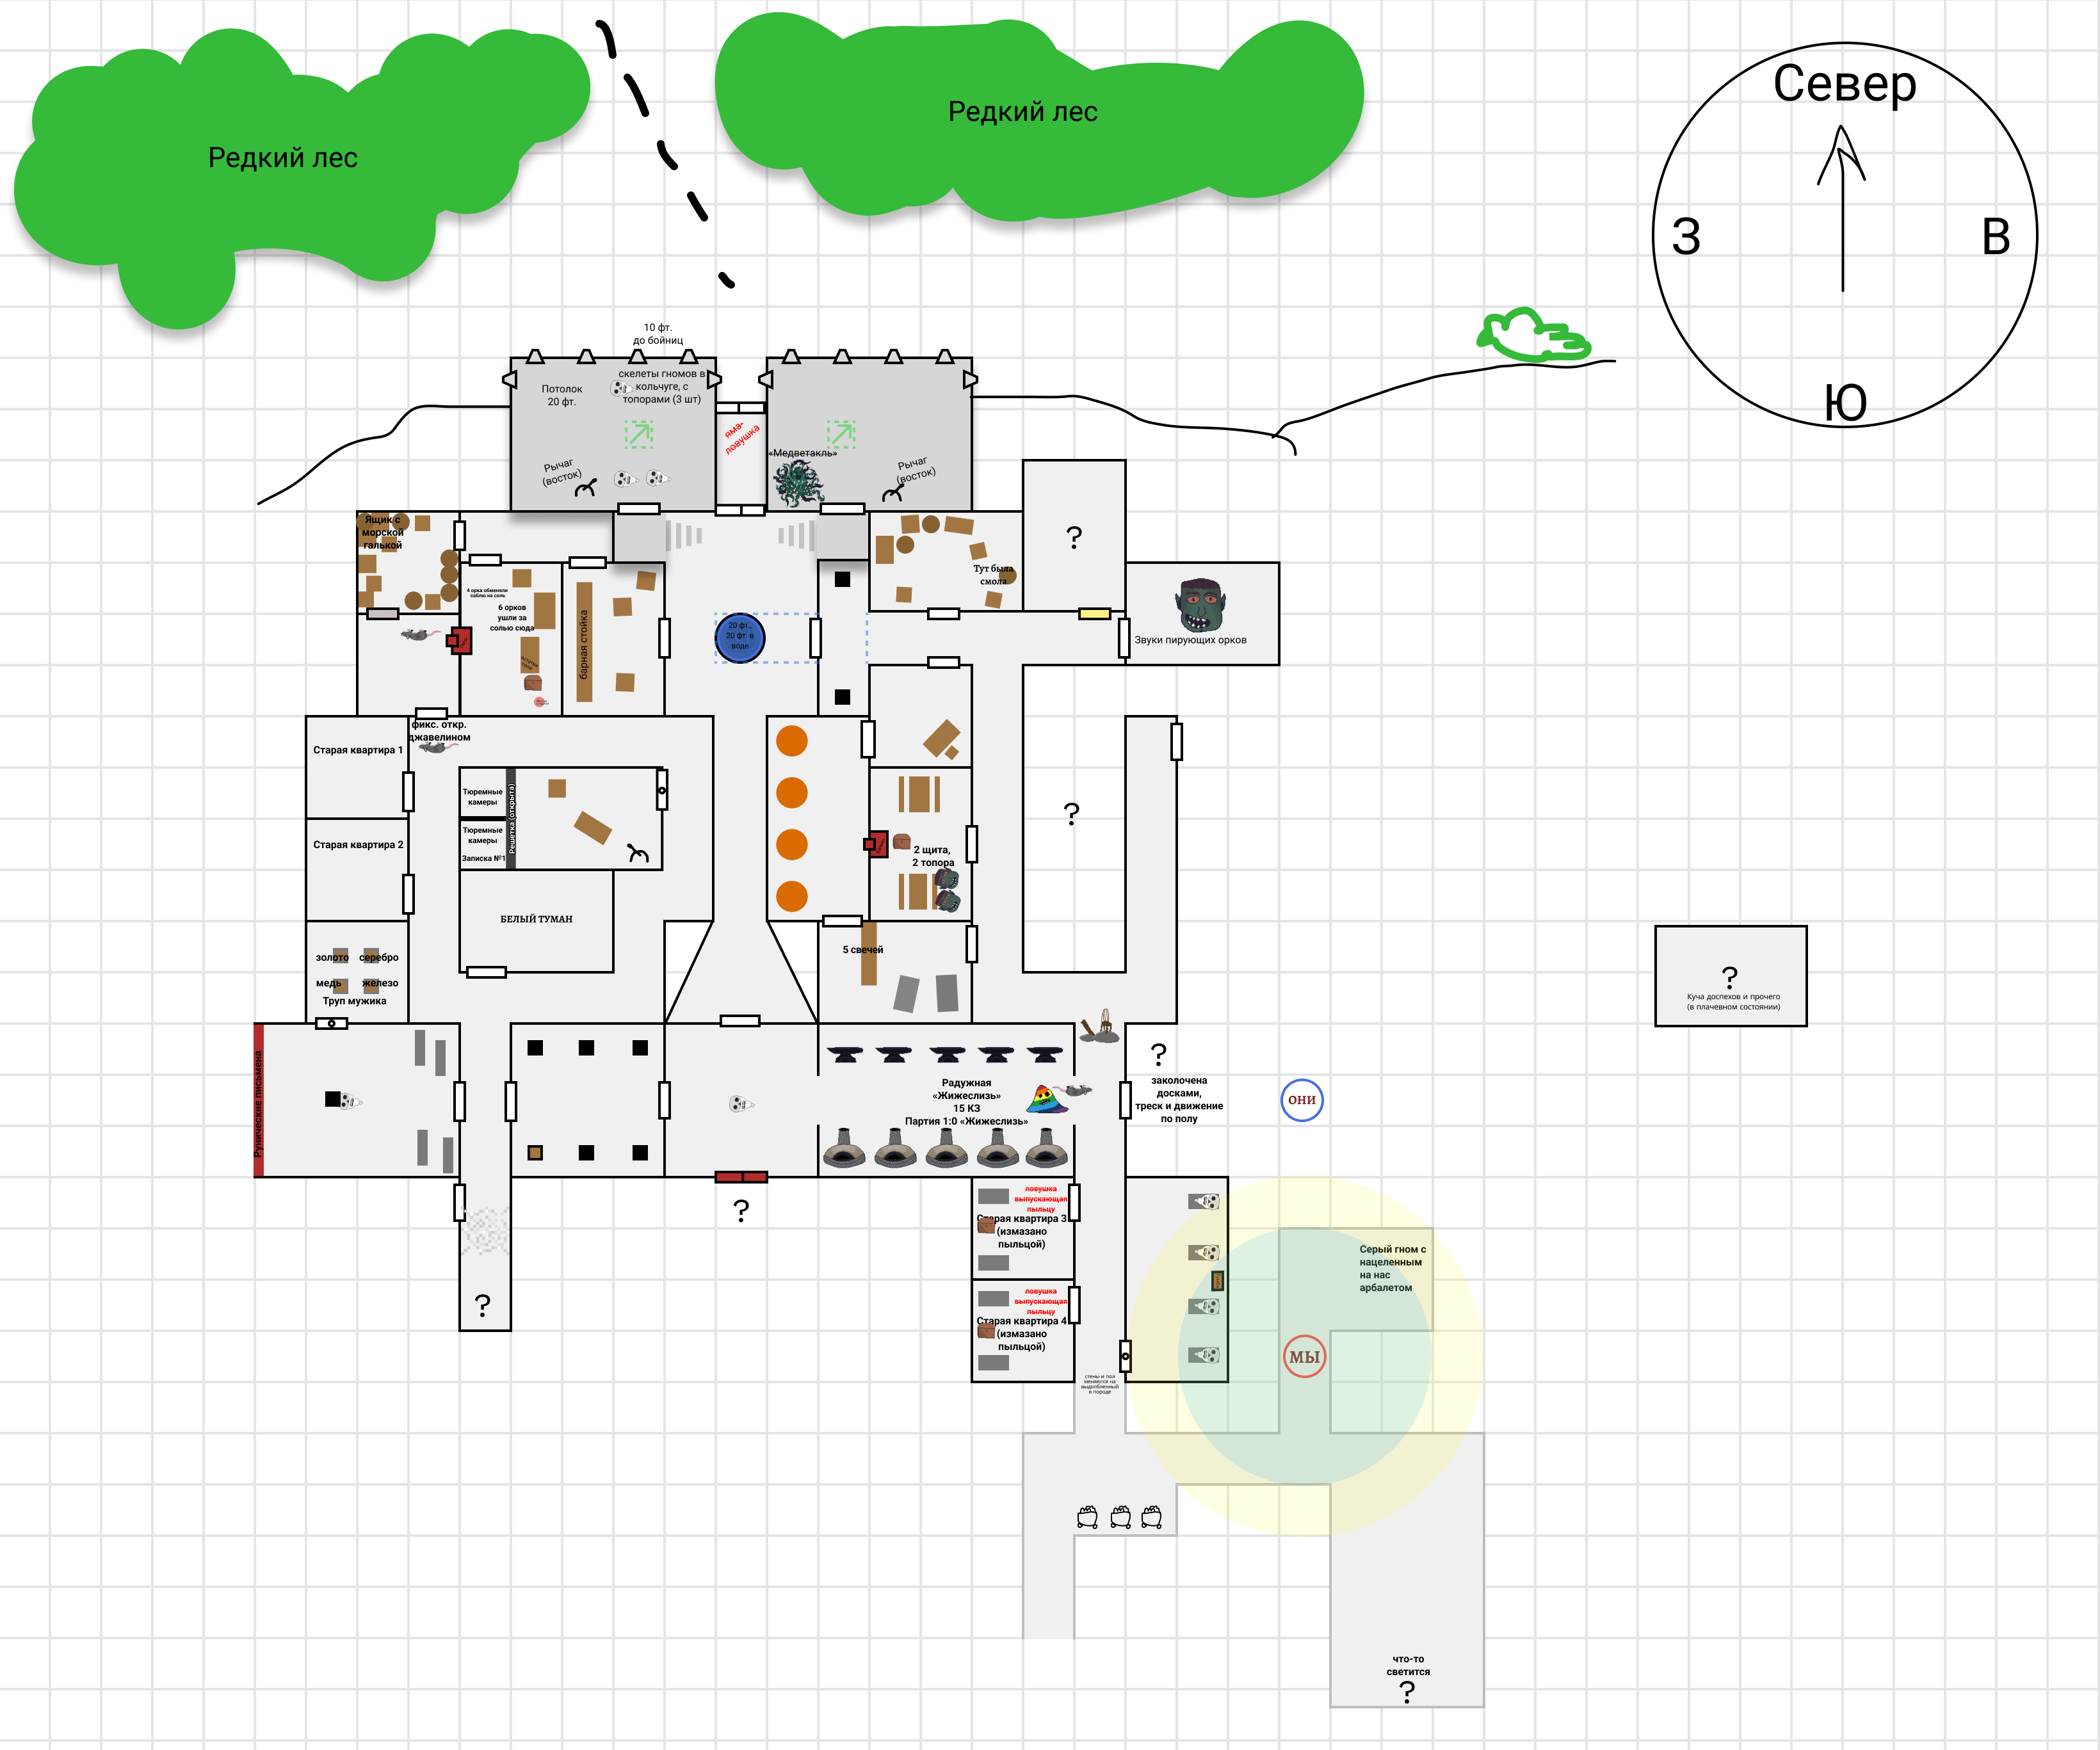 Север
З
В
Ю
Редкий лес
Редкий лес
10 фт.
до бойниц
Потолок
20 фт.
скелеты гномов в
кольчуге, с
топорами (3 шт)
Рычаг
(восток)
яма-
ловушка
«Медветакль»
Рычаг
(восток)
Ящик с
морской
галькой
4 орка обменяли
саблю на соль
6 орков
ушли за
солью сюда
барная стойка
20 фт.,
20 фт. в
воде
Тут была
смола
?
Звуки пирующих орков
фикс. откр.
джавелином
Старая квартира 1
Старая квартира 2
Тюремные
камеры
Тюремные
камеры
Записка №1
Решетка (открыта)
БЕЛЫЙ ТУМАН
2 щита,
2 топора
?
5 свечей
золото серебро
медь железо
Труп мужика
?
Куча доспехов и прочего
(в плачевном состоянии)
Рунические письмена
Радужная
«Жижеслизь»
15 КЗ
Партия 1:0 «Жижеслизь»
?
заколочена
досками,
треск и движение
по полу
ОНИ
?
?
ловушка
выпускающая
пыльцу
Старая квартира 3
(измазано
пыльцой)
ловушка
выпускающая
пыльцу
Старая квартира 4
(измазано
пыльцой)
Серый гном с
нацеленным
на нас
арбалетом
МЫ
стены и пол
меняются на
выдолбленный
в породе
что-то
светится
?